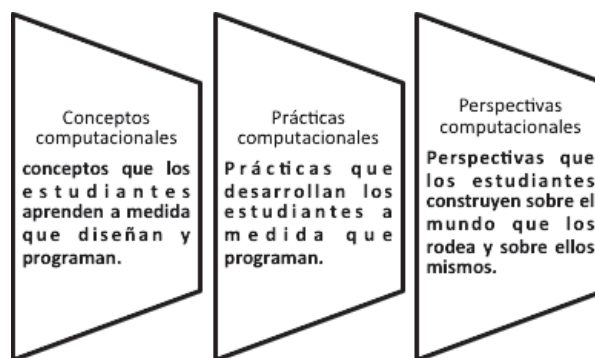 Conceptos
computacionales
conceptos que los
estudiantes
aprenden a medida
que diseñan y
programan.
Prácticas
computacionales
Prácticas que
desarrollan los
estudiantes a
medida que
programan.
Perspectivas
computacionales
Perspectivas que
los estudiantes
construyen sobre el
mundo que los
rodea y sobre ellos
mismos.